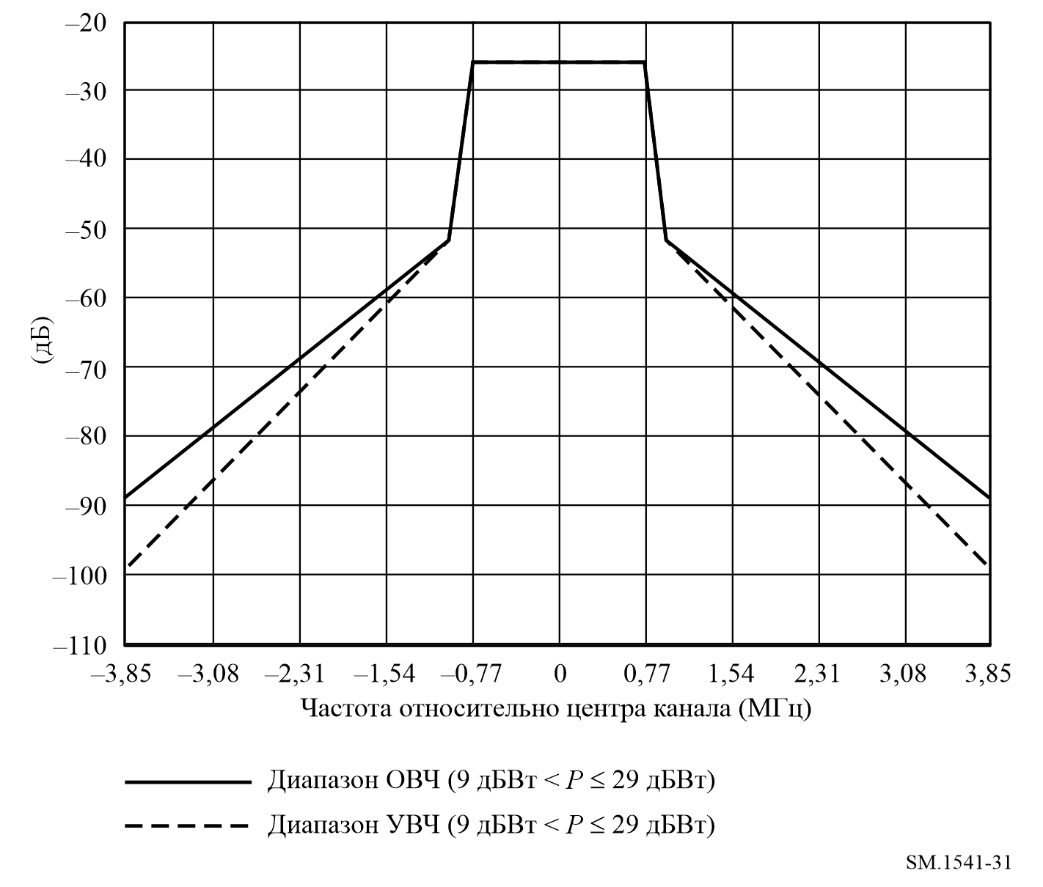 –20
–30
–40
–50
–60
–70
–80
–90
–100
–110
(дБ)
–3,85 –3,08 –2,31 –1,54 –0,77 0 0,77 1,54 2,31 3,08 3,85
Частота относительно центра канала (МГц)
Диапазон ОВЧ (9 дБВт < P ≤ 29 дБВт)
Диапазон УВЧ (9 дБВт < P ≤ 29 дБВт)
SM.1541-31